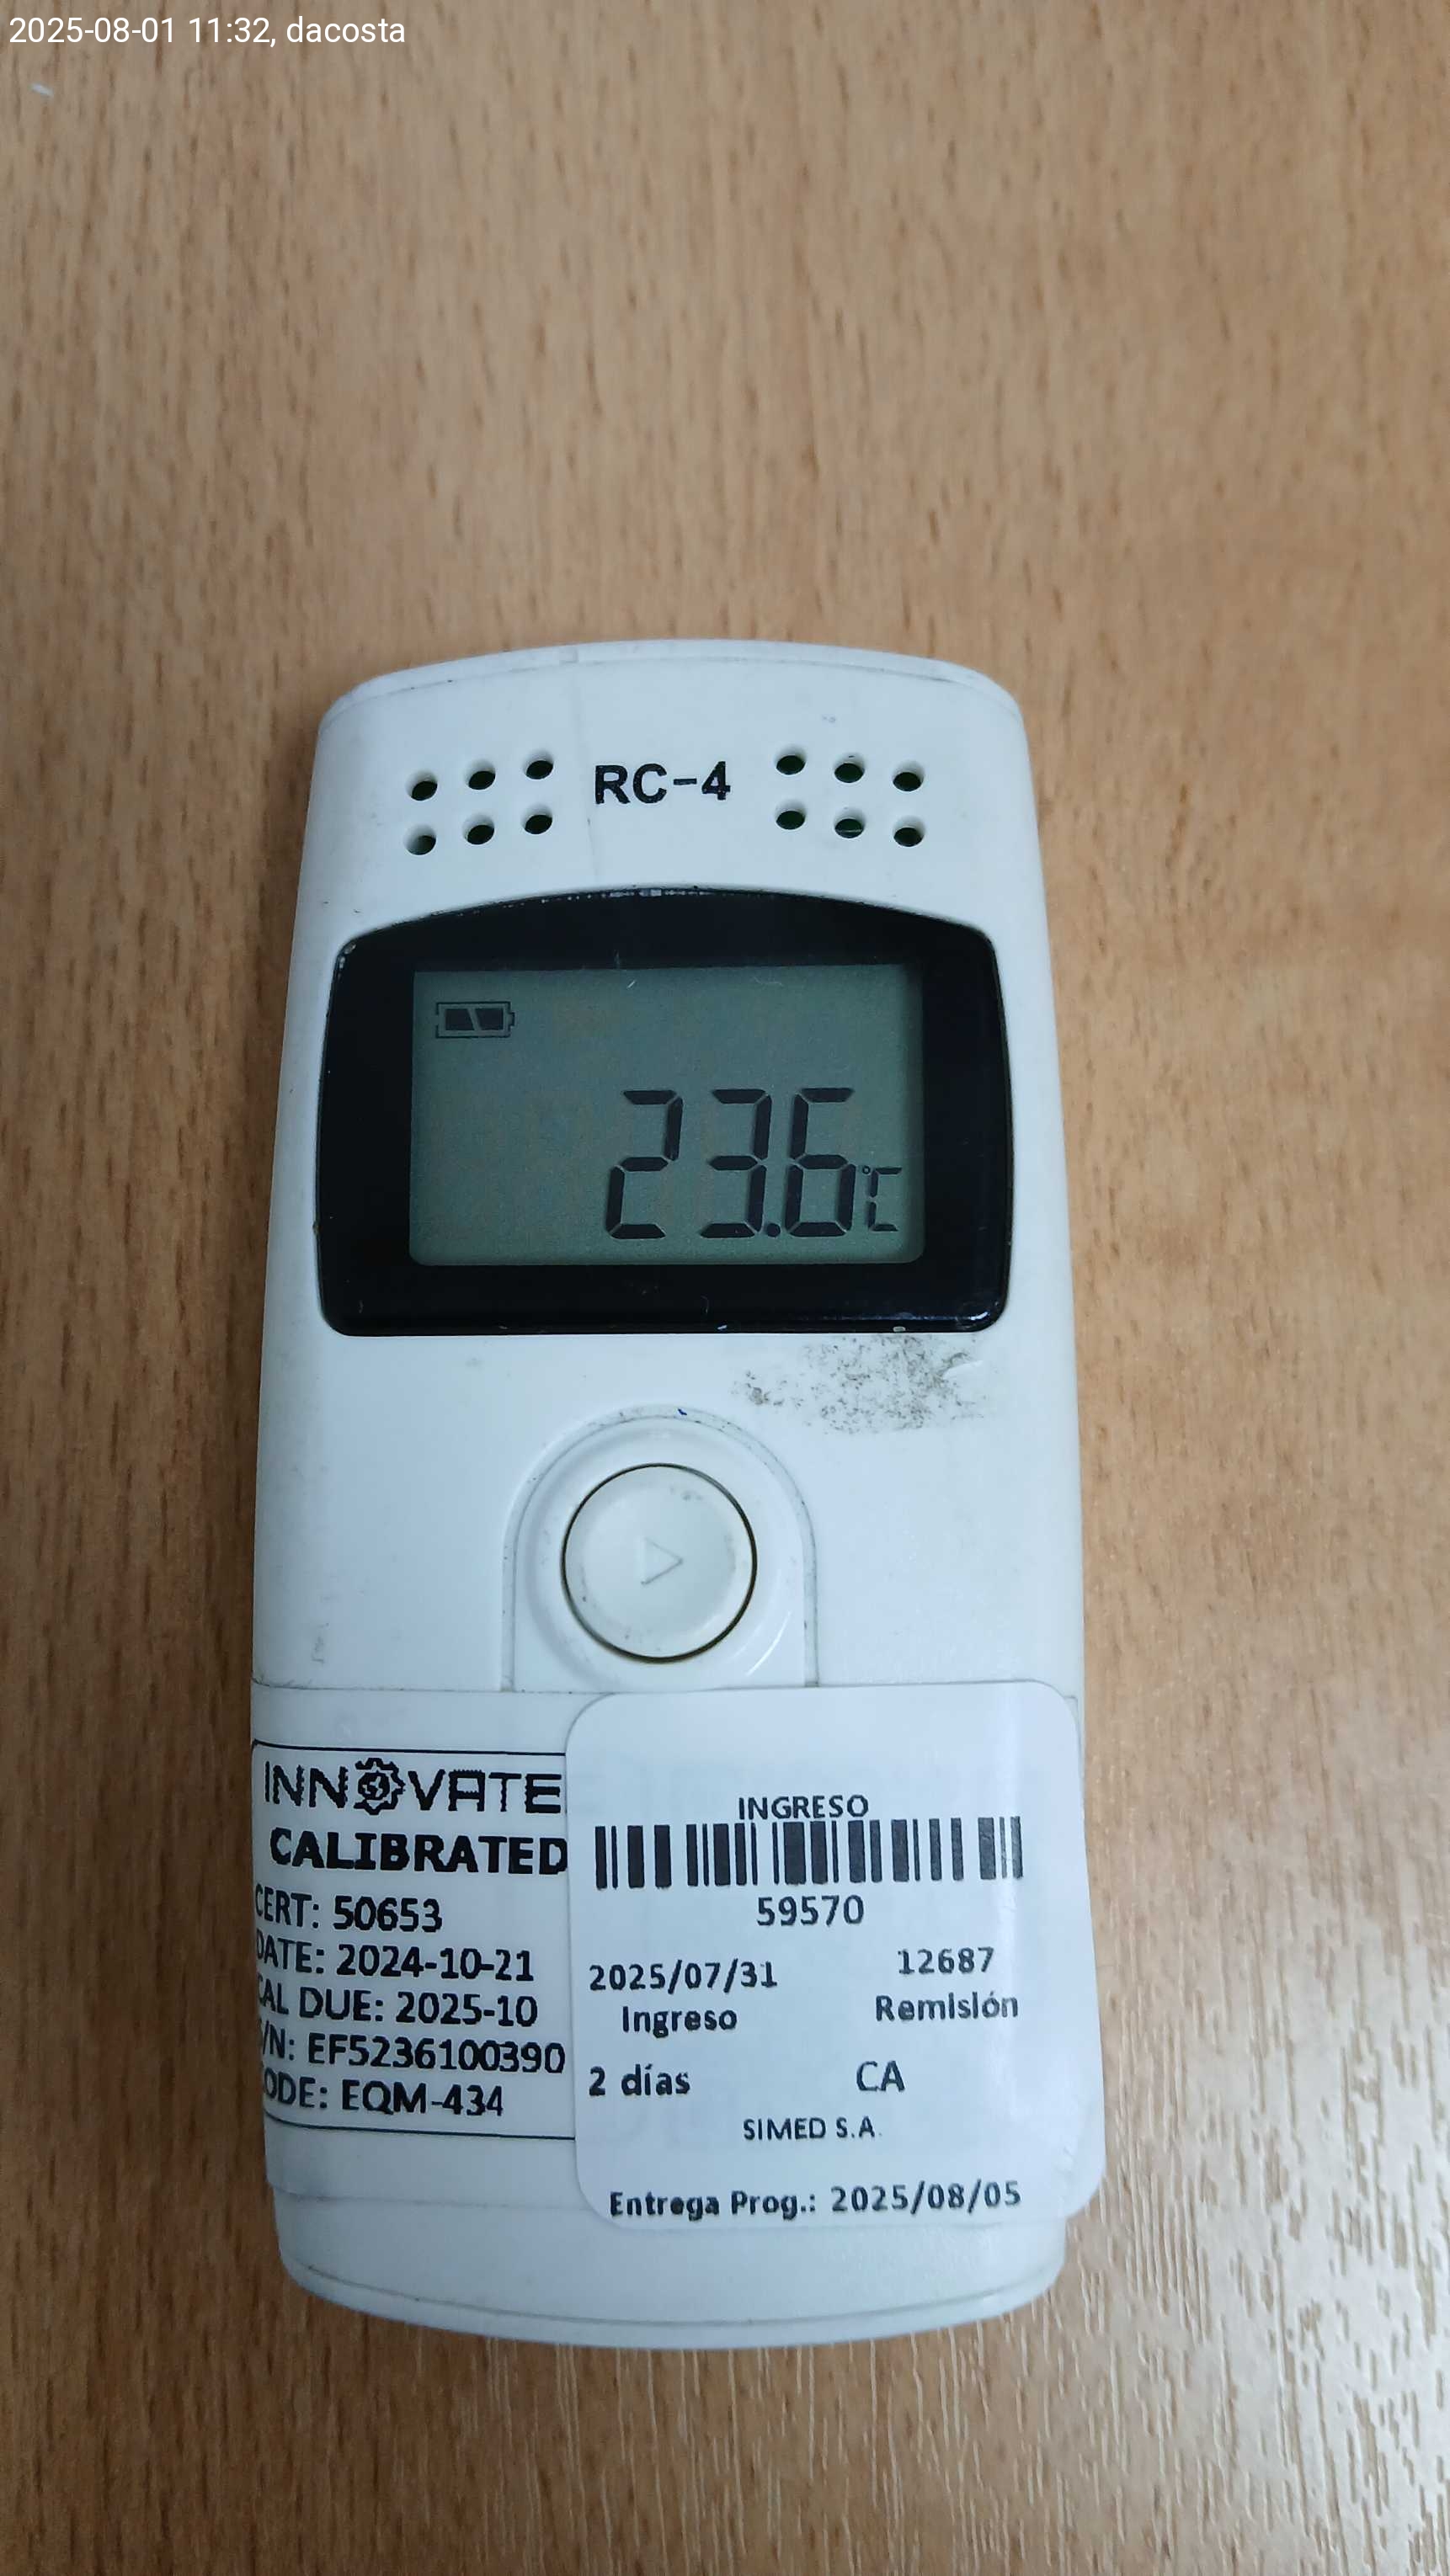 2025-08-01 11:32, dacosta
RC-4
23.6°C
INNOVATE
CALIBRATED
CERT: 50653
DATE: 2024-10-21
CAL DUE: 2025-10
S/N: EF5236100390
CODE: EQM-434
INGRESO
59570
2025/07/31 12687
Ingreso Remisión
2 días CA
SIMED S.A.
Entrega Prog.: 2025/08/05